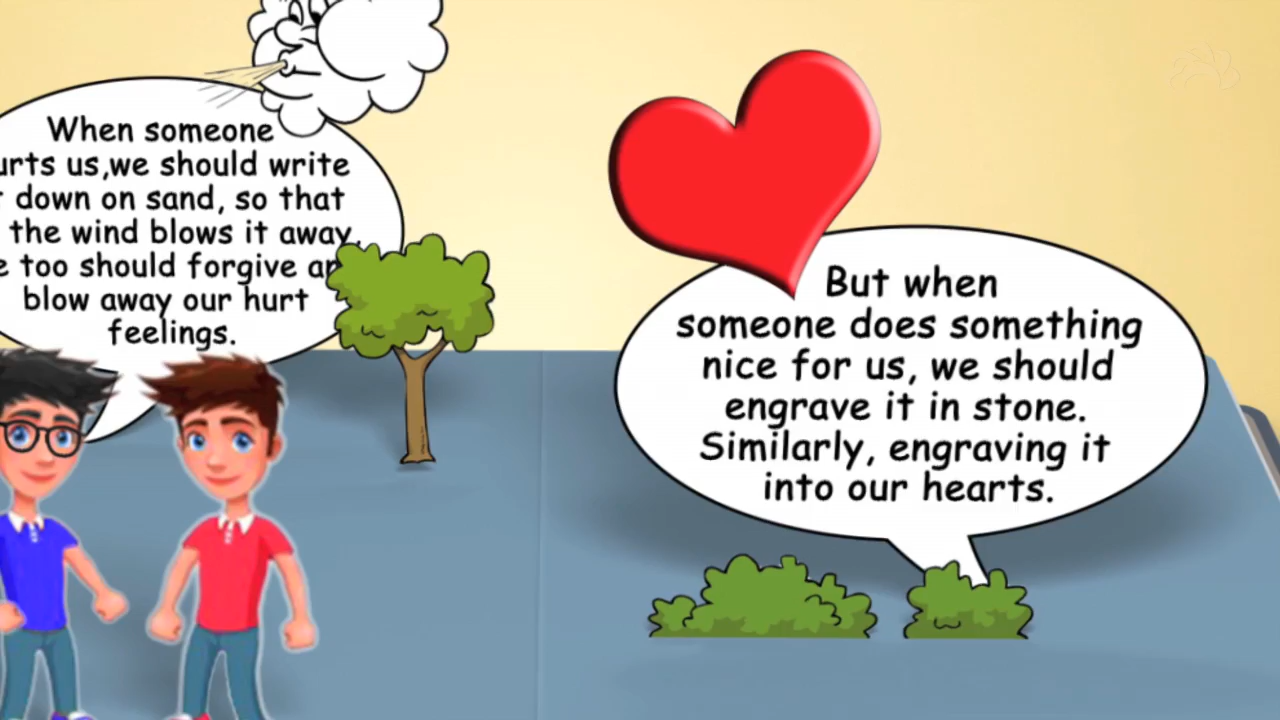 When someone
urts us,we should write
down on sand, so that
the wind blows it away
too should forgive
blow away our hurt
feelings.
But when
someone does something
nice for us, we should
engrave it in stone.
Similarly, engraving it
into our hearts.